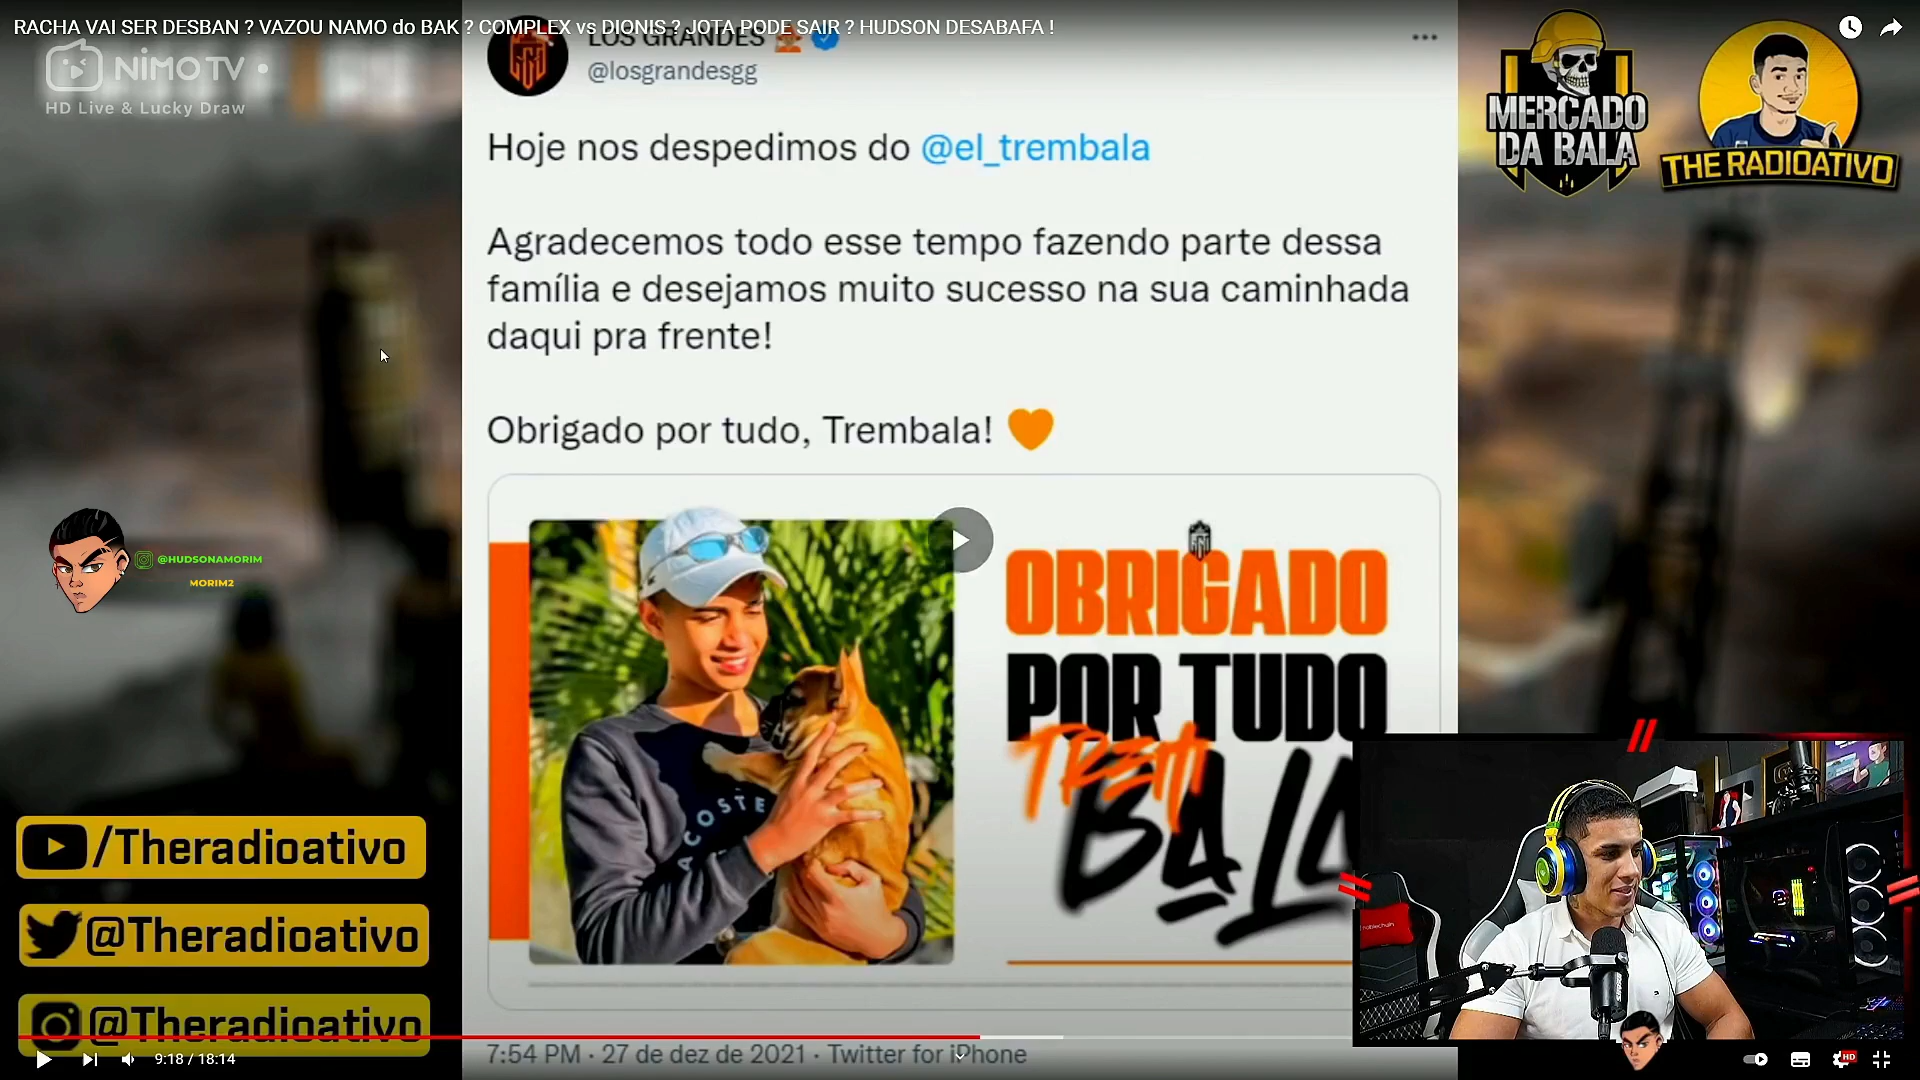 RACHA VAI SER DESBAN ? VAZOU NAMO do BAK ? COMPLEX vs DIONIS ? JOTA PODE SAIR ? HUDSON DESABAFA !
NIMO TV
HD Live & Lucky Draw
LOS GRANDES
@losgrandesgg
MERCADO
DA BALA
THE RADIOATIVO
Hoje nos despedimos do @el_trembala
Agradecemos todo esse tempo fazendo parte dessa
família e desejamos muito sucesso na sua caminhada
daqui pra frente!
Obrigado por tudo, Trembala! 🧡
@HUDSONAMORIM
MORIM2
ACOSTE
OBRIGADO
POR TUDO
TREM
BALA
/Theradioativo
@Theradioativo
@Theradioativo
9:18 / 18:14
7:54 PM · 27 de dez de 2021 · Twitter for iPhone
HD